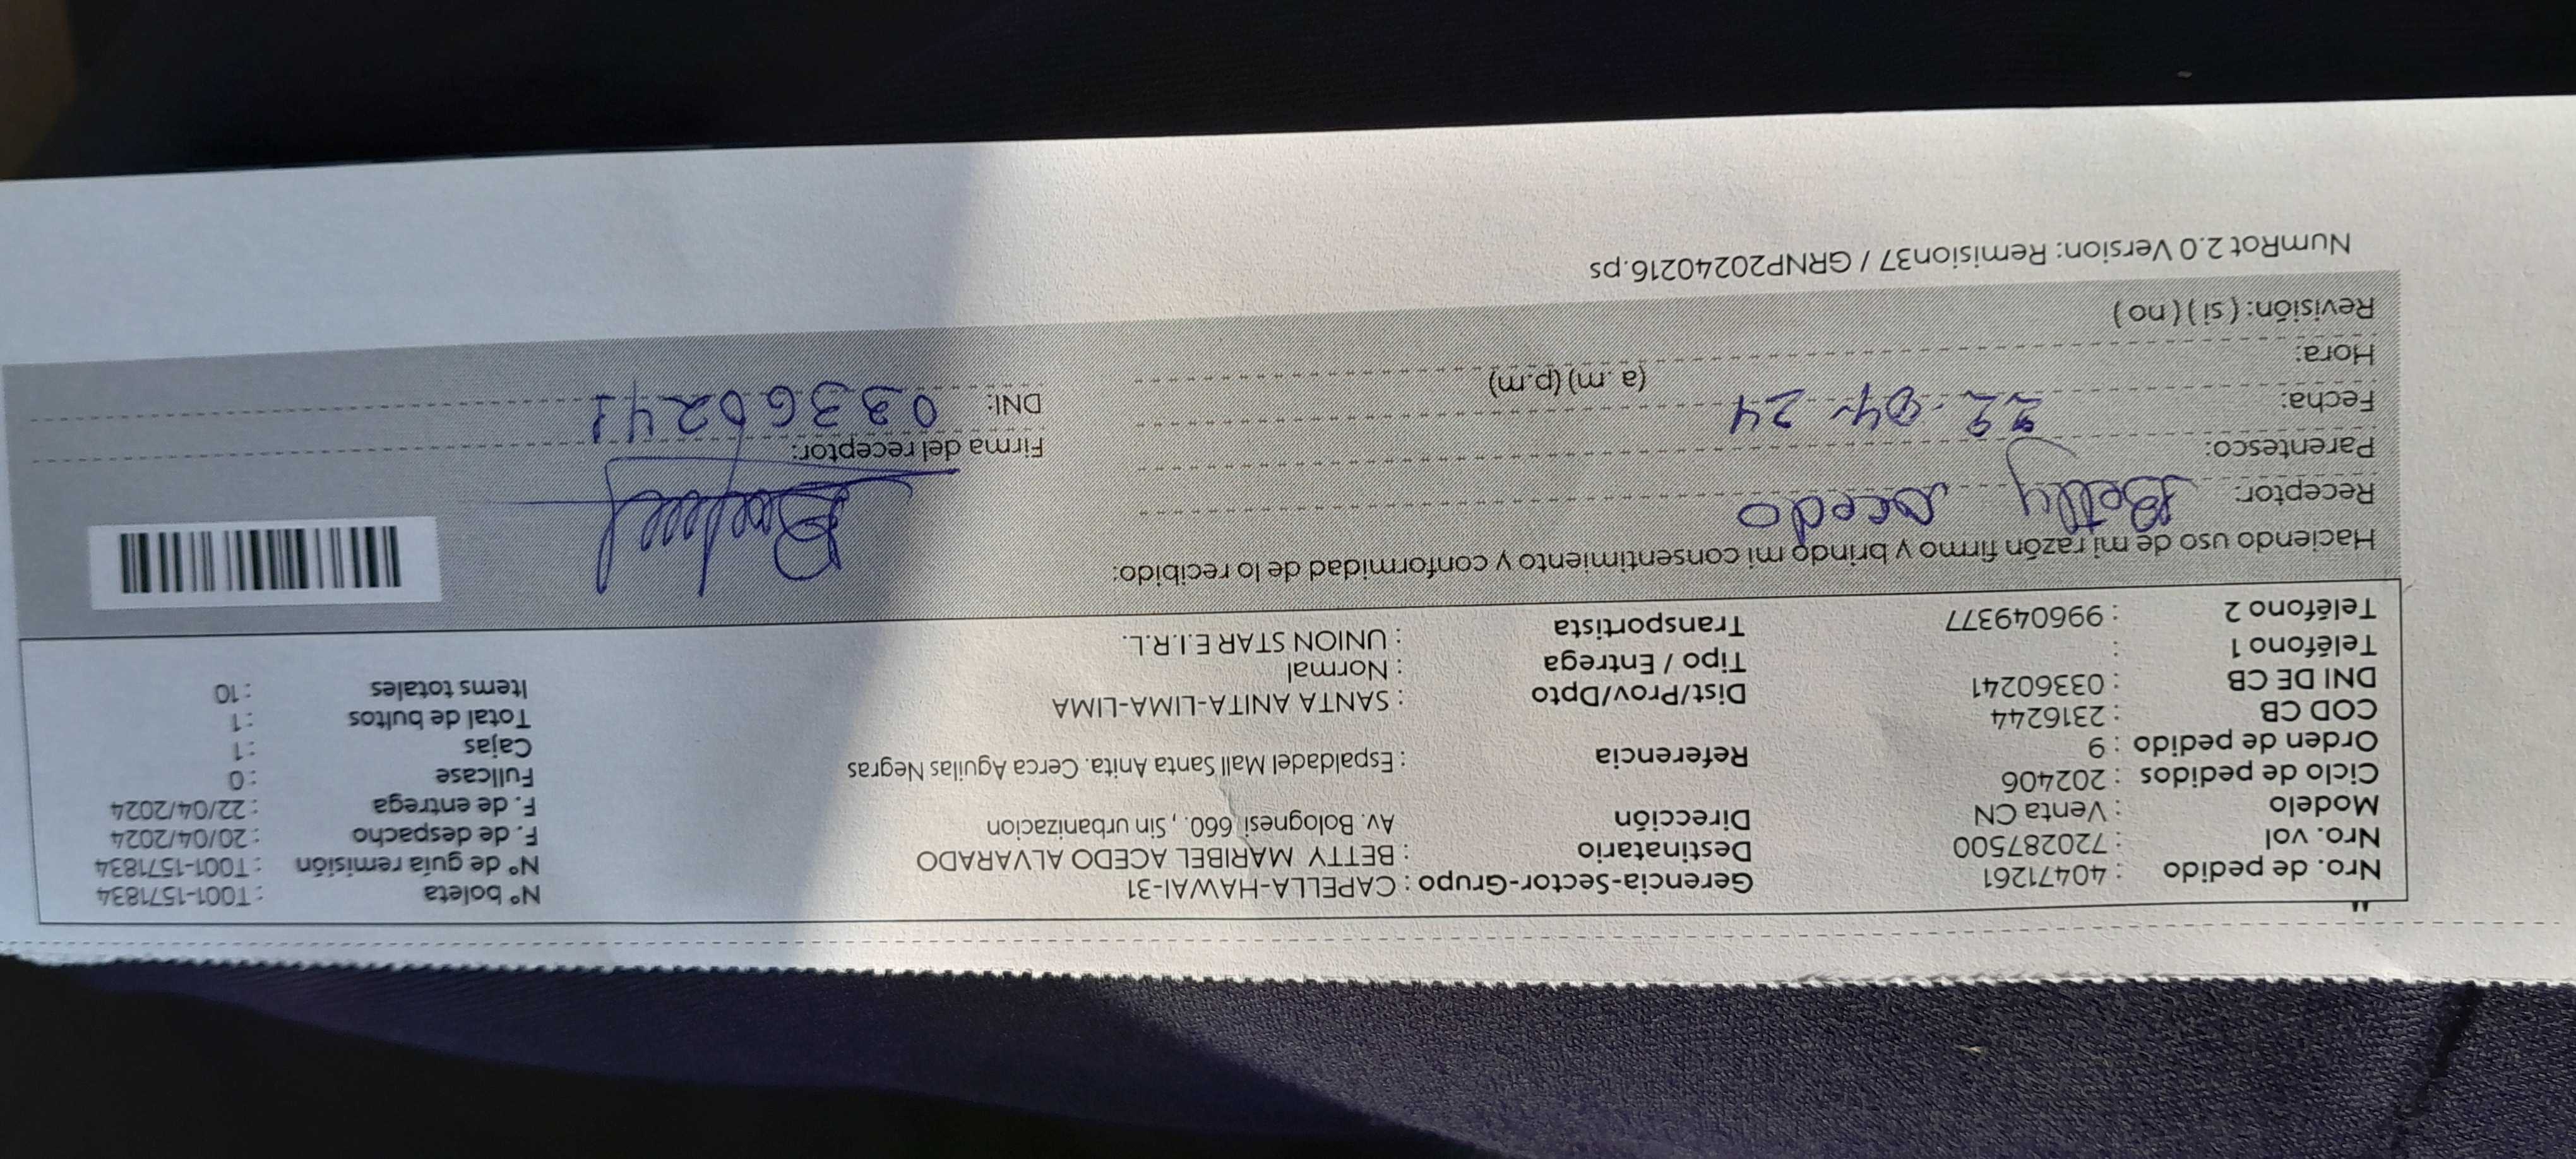 Nro. de pedido : 40471261 Gerencia-Sector-Grupo : CAPELLA-HAWAI-31 N° boleta : T001-1571834
Nro. vol : 720287500 Destinatario : BETTY MARIBEL ACEDO ALVARADO N° de guía remisión : T001-1571834
Modelo : Venta CN Dirección Av. Bolognesi 660. , Sin urbanizacion F. de despacho : 20/04/2024
Ciclo de pedidos : 202406 F. de entrega : 22/04/2024
Orden de pedido : 9 Referencia : Espaldadel Mall Santa Anita. Cerca Aguilas Negras Fullcase : 0
COD CB : 2316244 Cajas : 1
DNI DE CB : 03360241 Dist/Prov/Dpto : SANTA ANITA-LIMA-LIMA Total de bultos : 1
Teléfono 1 : Tipo / Entrega : Normal Items totales : 10
Teléfono 2 : 996049377 Transportista : UNION STAR E.I.R.L.
Haciendo uso de mi razón firmo y brindo mi consentimiento y conformidad de lo recibido:
Receptor: Betty Acedo
Parentesco: Firma del receptor:
Fecha: 22-04-24 DNI: 03360241
Hora: (a .m) (p.m)
Revisión: ( si ) ( no )
NumRot 2.0 Version: Remision37 / GRNP20240216.ps